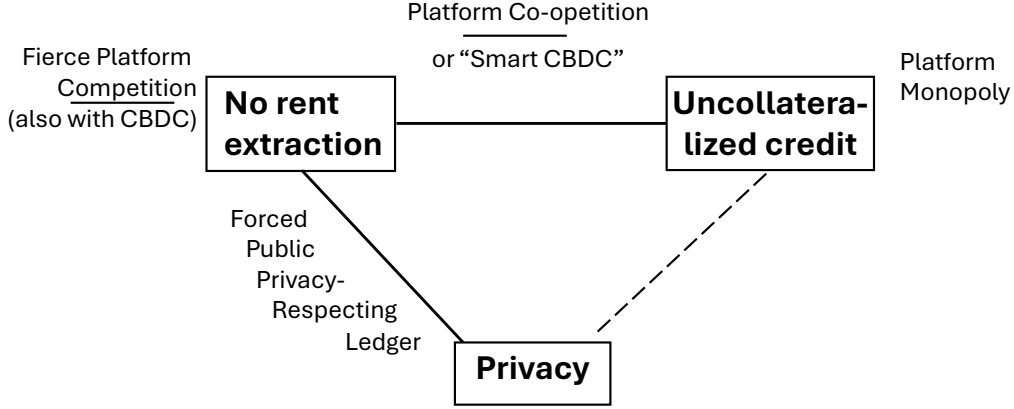 Platform Co-opetition
or “Smart CBDC”
Fierce Platform
Competition
(also with CBDC)
No rent
extraction
Uncollatera-
lized credit
Platform
Monopoly
Forced
Public
Privacy-
Respecting
Ledger
Privacy